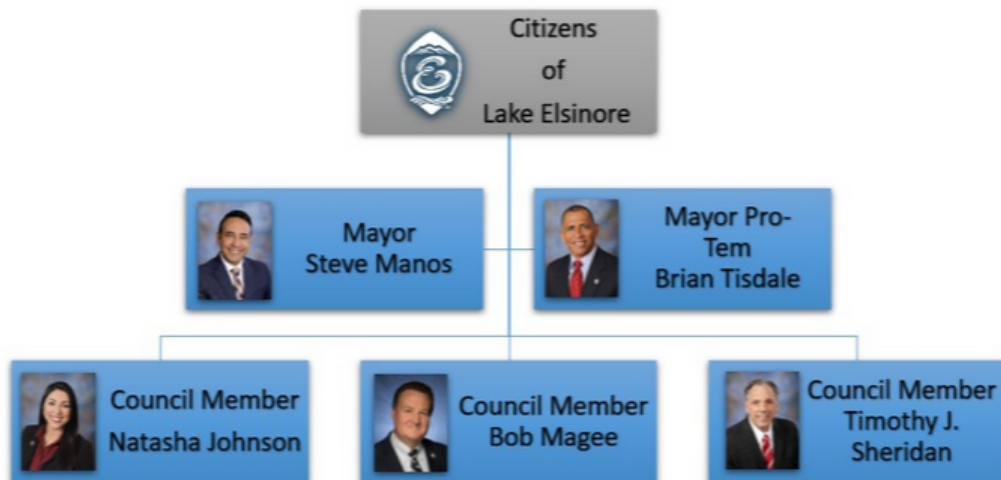 Citizens
of
Lake Elsinore
Mayor
Steve Manos
Mayor Pro-
Tem
Brian Tisdale
Council Member
Natasha Johnson
Council Member
Bob Magee
Council Member
Timothy J.
Sheridan